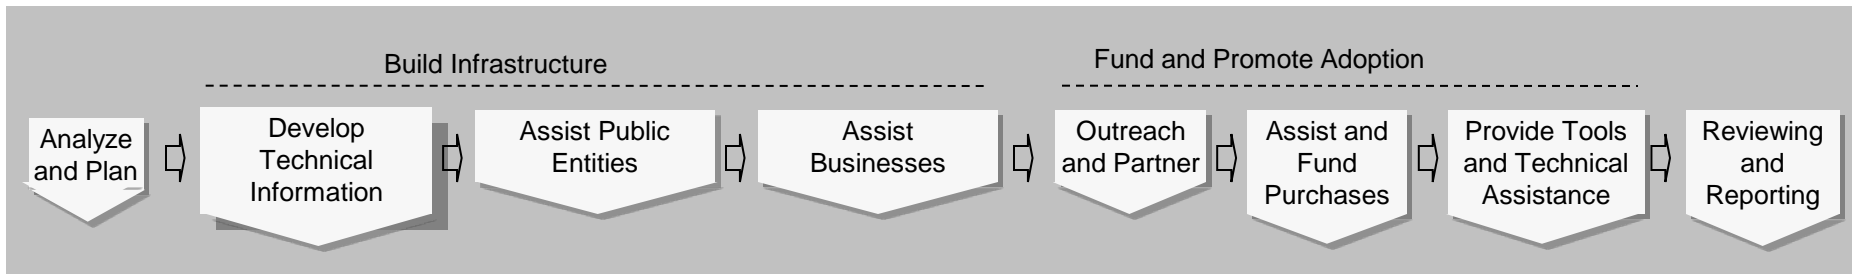 Build Infrastructure
Fund and Promote Adoption
Analyze
and Plan
Develop
Technical
Information
Assist Public
Entities
Assist
Businesses
Outreach
and Partner
Assist and
Fund
Purchases
Provide Tools
and Technical
Assistance
Reviewing
and
Reporting